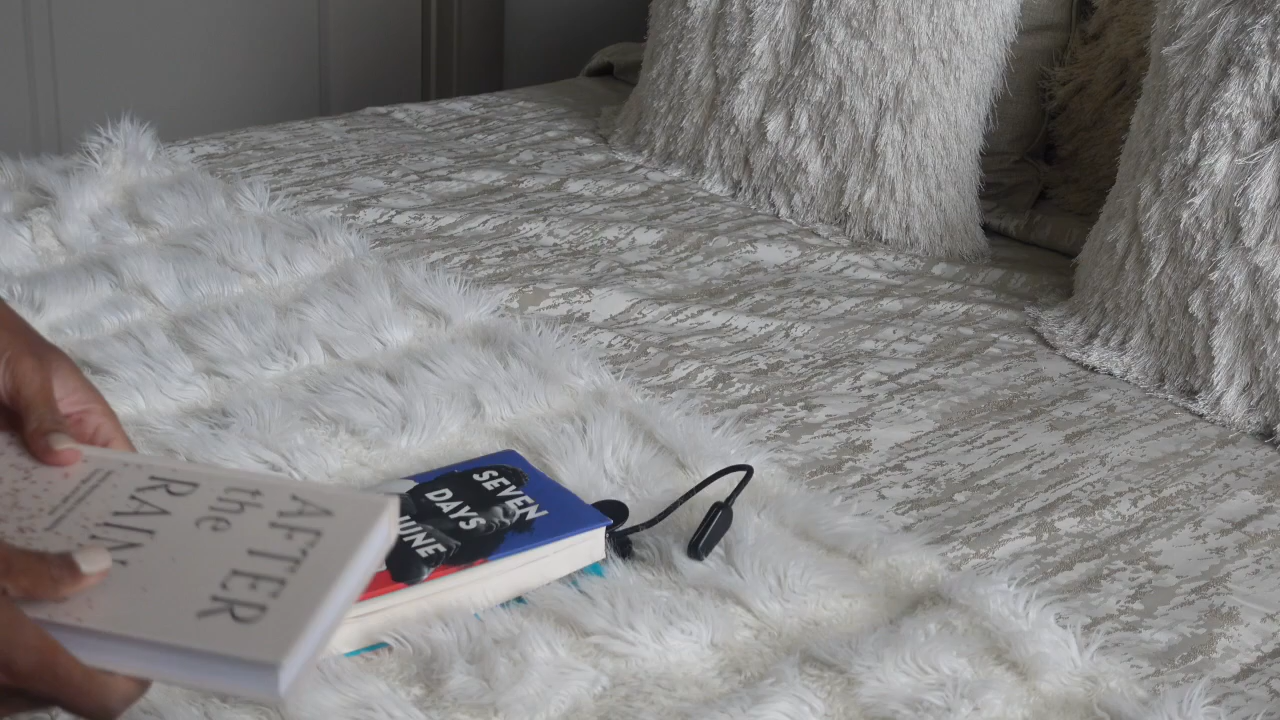 AFTER
the
RAIN
SEVEN
DAYS
JUNE